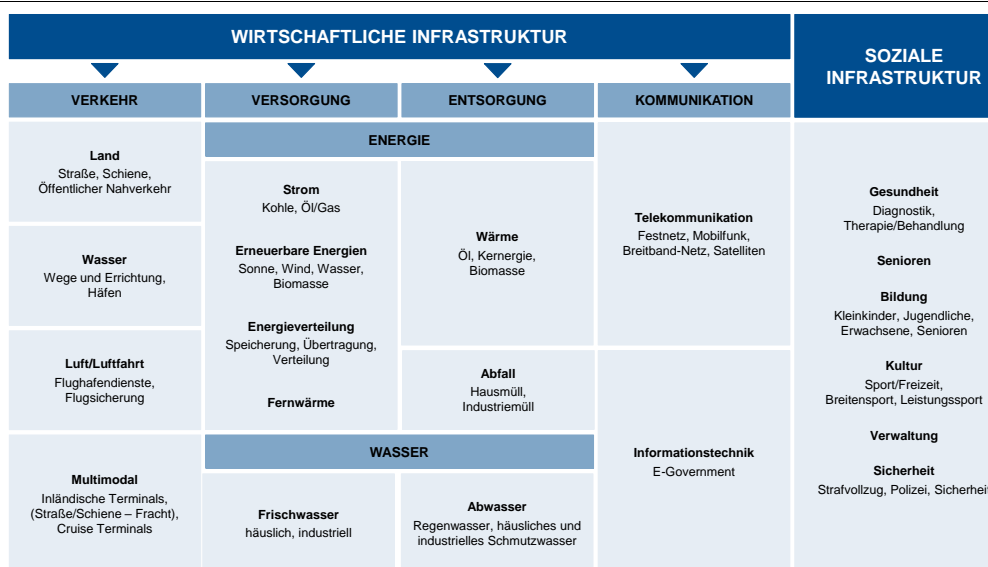 WIRTSCHAFTLICHE INFRASTRUKTUR
SOZIALE
INFRASTRUKTUR
VERKEHR
VERSORGUNG
ENTSORGUNG
KOMMUNIKATION
Land
Straße, Schiene,
Öffentlicher Nahverkehr
Wasser
Wege und Errichtung,
Häfen
Luft/Luftfahrt
Flughafendienste,
Flugsicherung
Multimodal
Inländische Terminals,
(Straße/Schiene – Fracht),
Cruise Terminals
ENERGIE
Strom
Kohle, Öl/Gas
Erneuerbare Energien
Sonne, Wind, Wasser,
Biomasse
Energieverteilung
Speicherung, Übertragung,
Verteilung
Fernwärme
Wärme
Öl, Kernergie,
Biomasse
Abfall
Hausmüll,
Industriemüll
WASSER
Frischwasser
häuslich, industriell
Abwasser
Regenwasser, häusliches und
industrielles Schmutzwasser
Telekommunikation
Festnetz, Mobilfunk,
Breitband-Netz, Satelliten
Informationstechnik
E-Government
Gesundheit
Diagnostik,
Therapie/Behandlung
Senioren
Bildung
Kleinkinder, Jugendliche,
Erwachsene, Senioren
Kultur
Sport/Freizeit,
Breitensport, Leistungssport
Verwaltung
Sicherheit
Strafvollzug, Polizei, Sicherheit